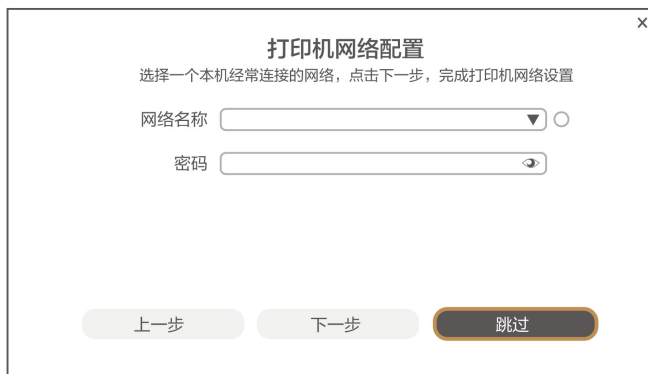 打印机网络配置
选择一个本机经常连接的网络，点击下一步，完成打印机网络设置
网络名称
密码
上一步 下一步 跳过